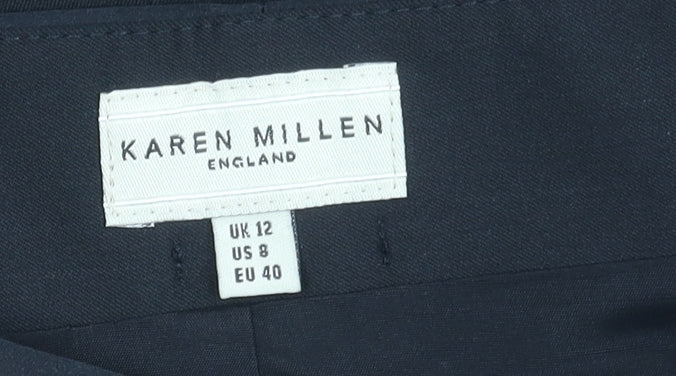 KAREN MILLEN
ENGLAND
UK 12
US 8
EU 40